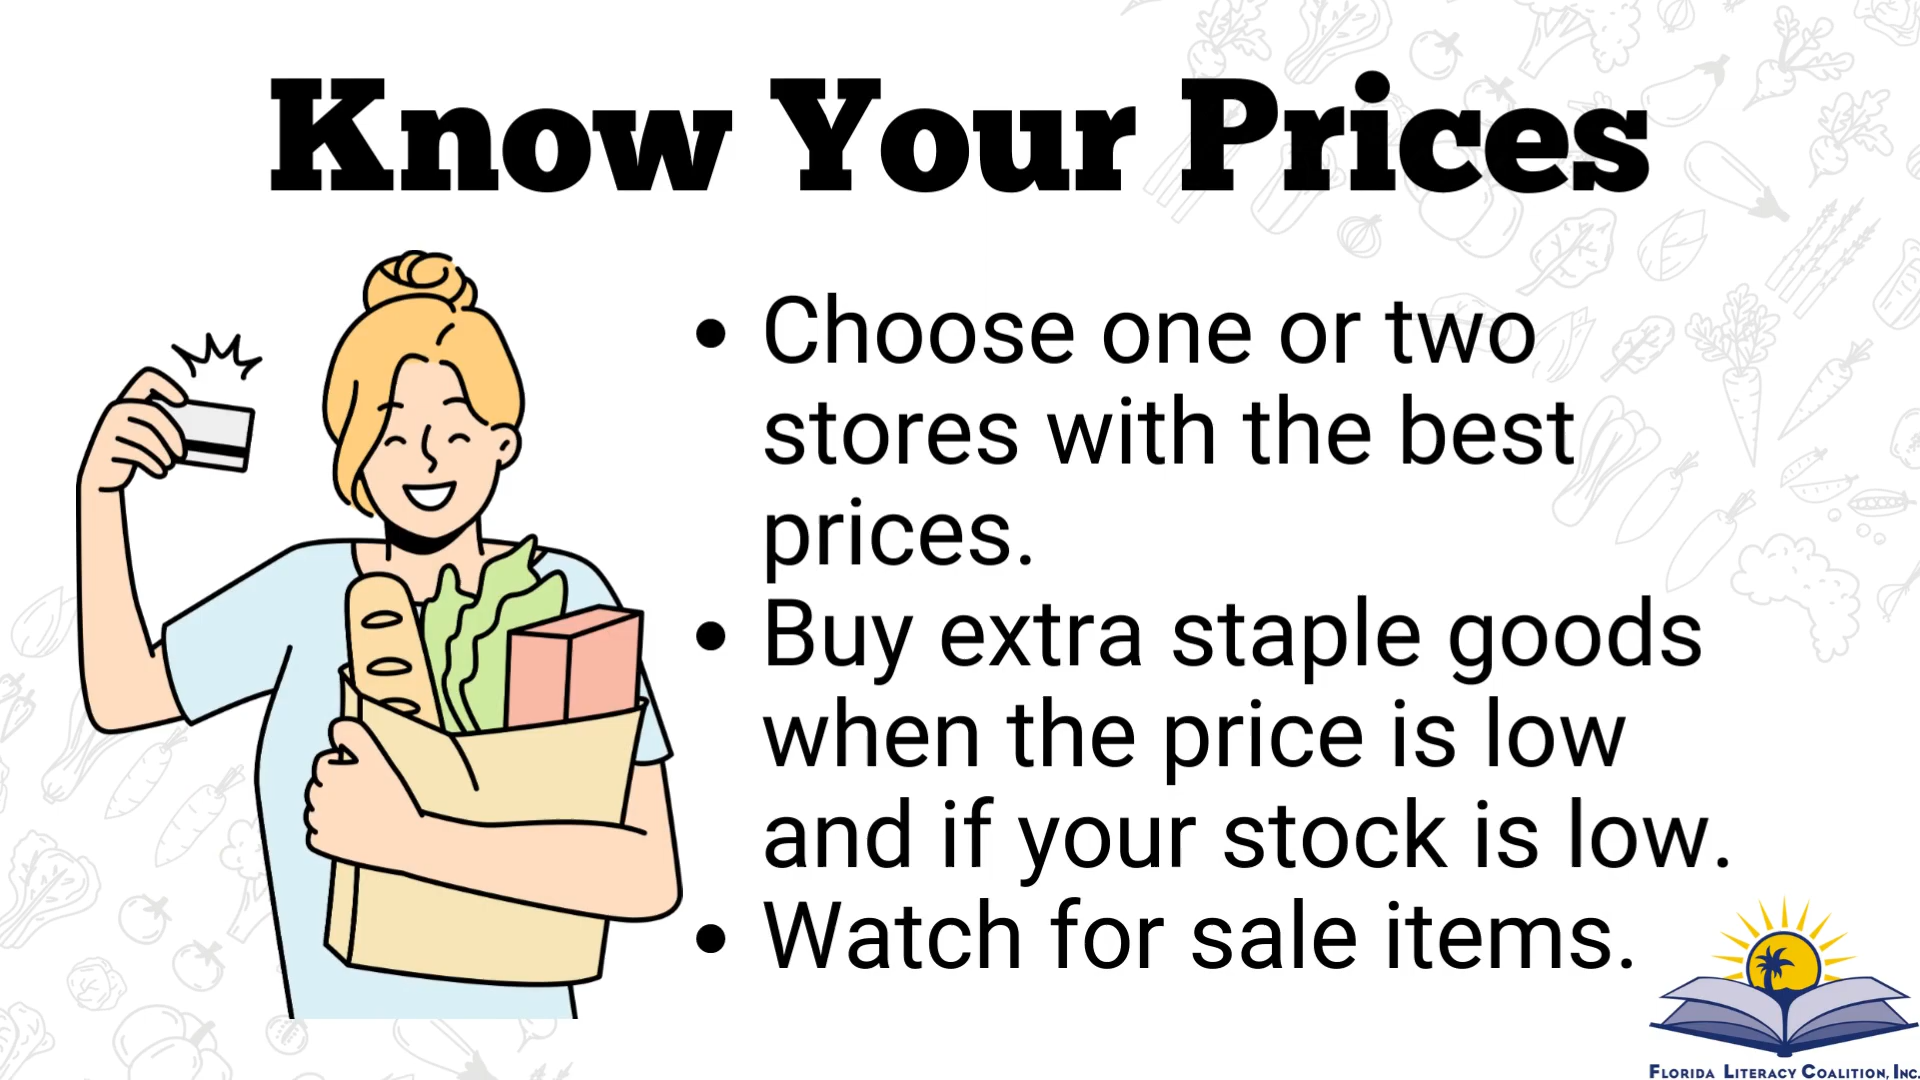 Know Your Prices
• Choose one or two
stores with the best
prices.
• Buy extra staple goods
when the price is low
and if your stock is low.
• Watch for sale items.
Florida Literacy Coalition, Inc.